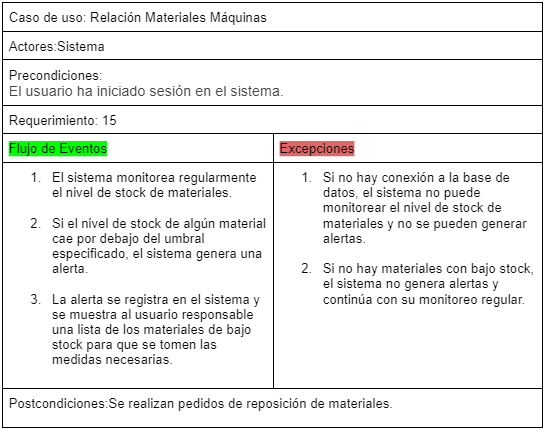 Caso de uso: Relación Materiales Máquinas
Actores:Sistema
Precondiciones:
El usuario ha iniciado sesión en el sistema.
Requerimiento: 15
Flujo de Eventos
1. El sistema monitorea regularmente
el nivel de stock de materiales.
2. Si el nivel de stock de algún material
cae por debajo del umbral
especificado, el sistema genera una
alerta.
3. La alerta se registra en el sistema y
se muestra al usuario responsable
una lista de los materiales de bajo
stock para que se tomen las
medidas necesarias.
Excepciones
1. Si no hay conexión a la base de
datos, el sistema no puede
monitorear el nivel de stock de
materiales y no se pueden generar
alertas.
2. Si no hay materiales con bajo stock,
el sistema no genera alertas y
continúa con su monitoreo regular.
Postcondiciones:Se realizan pedidos de reposición de materiales.